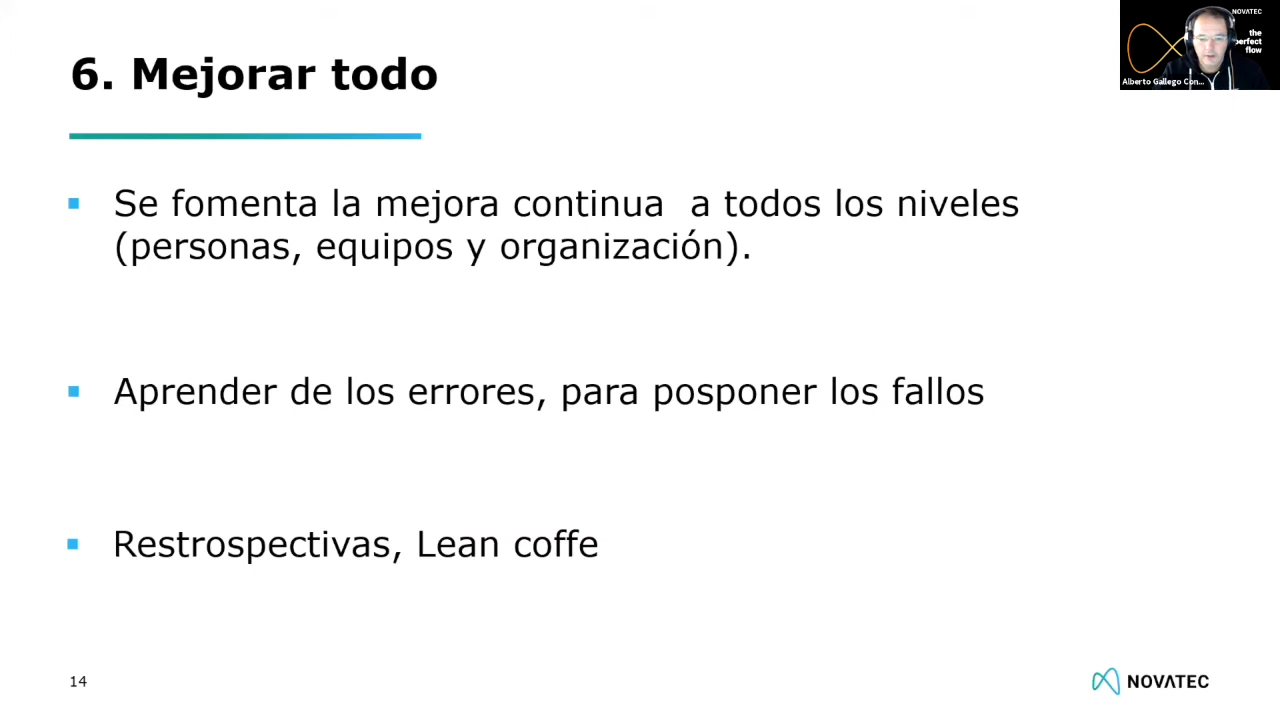 6. Mejorar todo
Se fomenta la mejora continua a todos los niveles
(personas, equipos y organización).
Aprender de los errores, para posponer los fallos
Restrospectivas, Lean coffe
14
NOVATEC
NOVATEC
the
perfect
flow
Alberto Gallego Con...